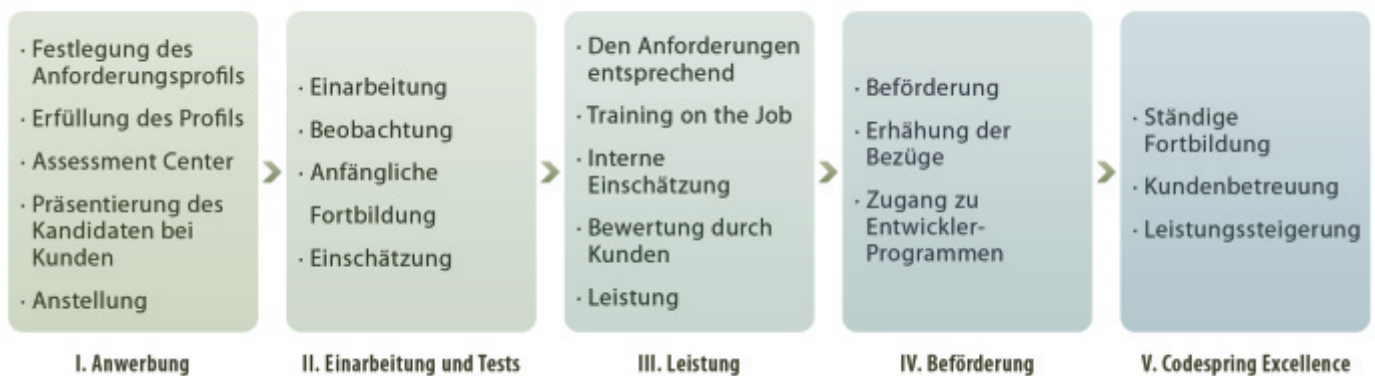 · Festlegung des
Anforderungsprofils
· Erfüllung des Profils
· Assessment Center
· Präsentierung des
Kandidaten bei
Kunden
· Anstellung
I. Anwerbung
· Einarbeitung
· Beobachtung
· Anfängliche
Fortbildung
· Einschätzung
II. Einarbeitung und Tests
· Den Anforderungen
entsprechend
· Training on the Job
· Interne
Einschätzung
· Bewertung durch
Kunden
· Leistung
III. Leistung
· Beförderung
· Erhähung der
Bezüge
· Zugang zu
Entwickler-
Programmen
IV. Beförderung
· Ständige
Fortbildung
· Kundenbetreuung
· Leistungssteigerung
V. Codespring Excellence